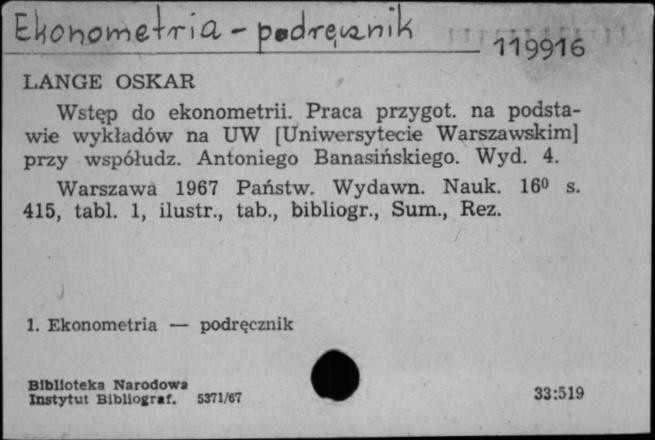 Ekonometria - podręcznik
119916
LANGE OSKAR
Wstęp do ekonometrii. Praca przygot. na podsta-
wie wykładów na UW [Uniwersytecie Warszawskim]
przy współudz. Antoniego Banasińskiego. Wyd. 4.
Warszawa 1967 Państw. Wydawn. Nauk. 16⁰ s.
415, tabl. 1, ilustr., tab., bibliogr., Sum., Rez.
1. Ekonometria — podręcznik
Biblioteka Narodowa
Instytut Bibliograf. 5371/67
33:519